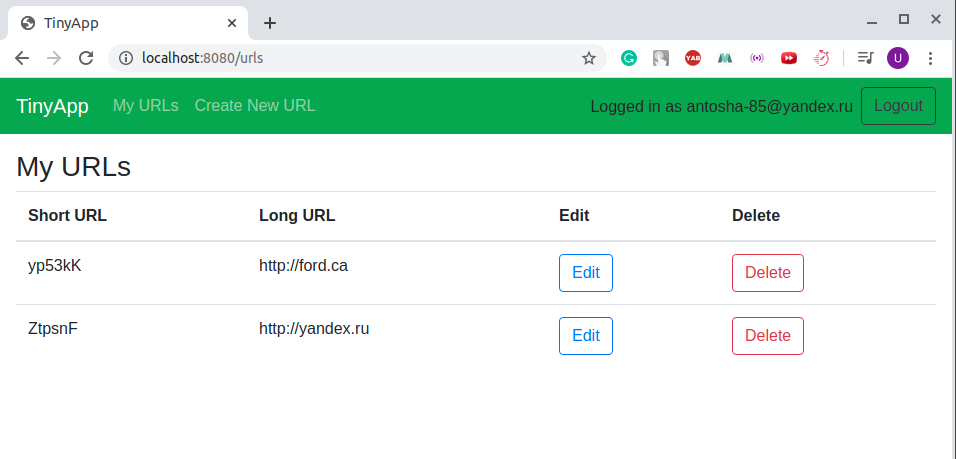 TinyApp
localhost:8080/urls
YAB
U
TinyApp My URLs Create New URL Logged in as antosha-85@yandex.ru Logout
My URLs
Short URL Long URL Edit Delete
yp53kK http://ford.ca Edit Delete
ZtpsnF http://yandex.ru Edit Delete